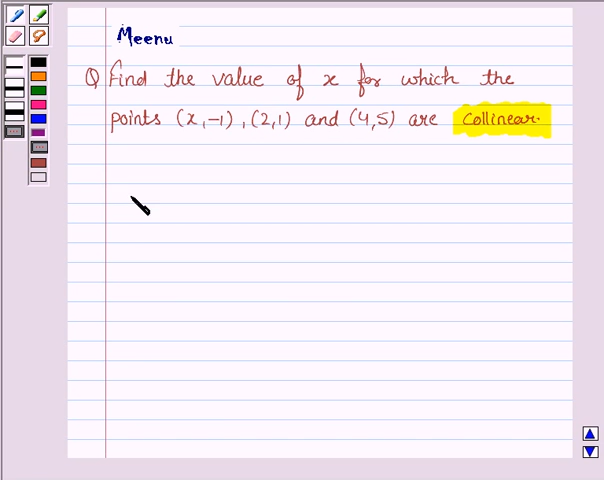 Meenu
Q Find the value of x for which the
points (x,-1), (2,1) and (4,5) are collinear.